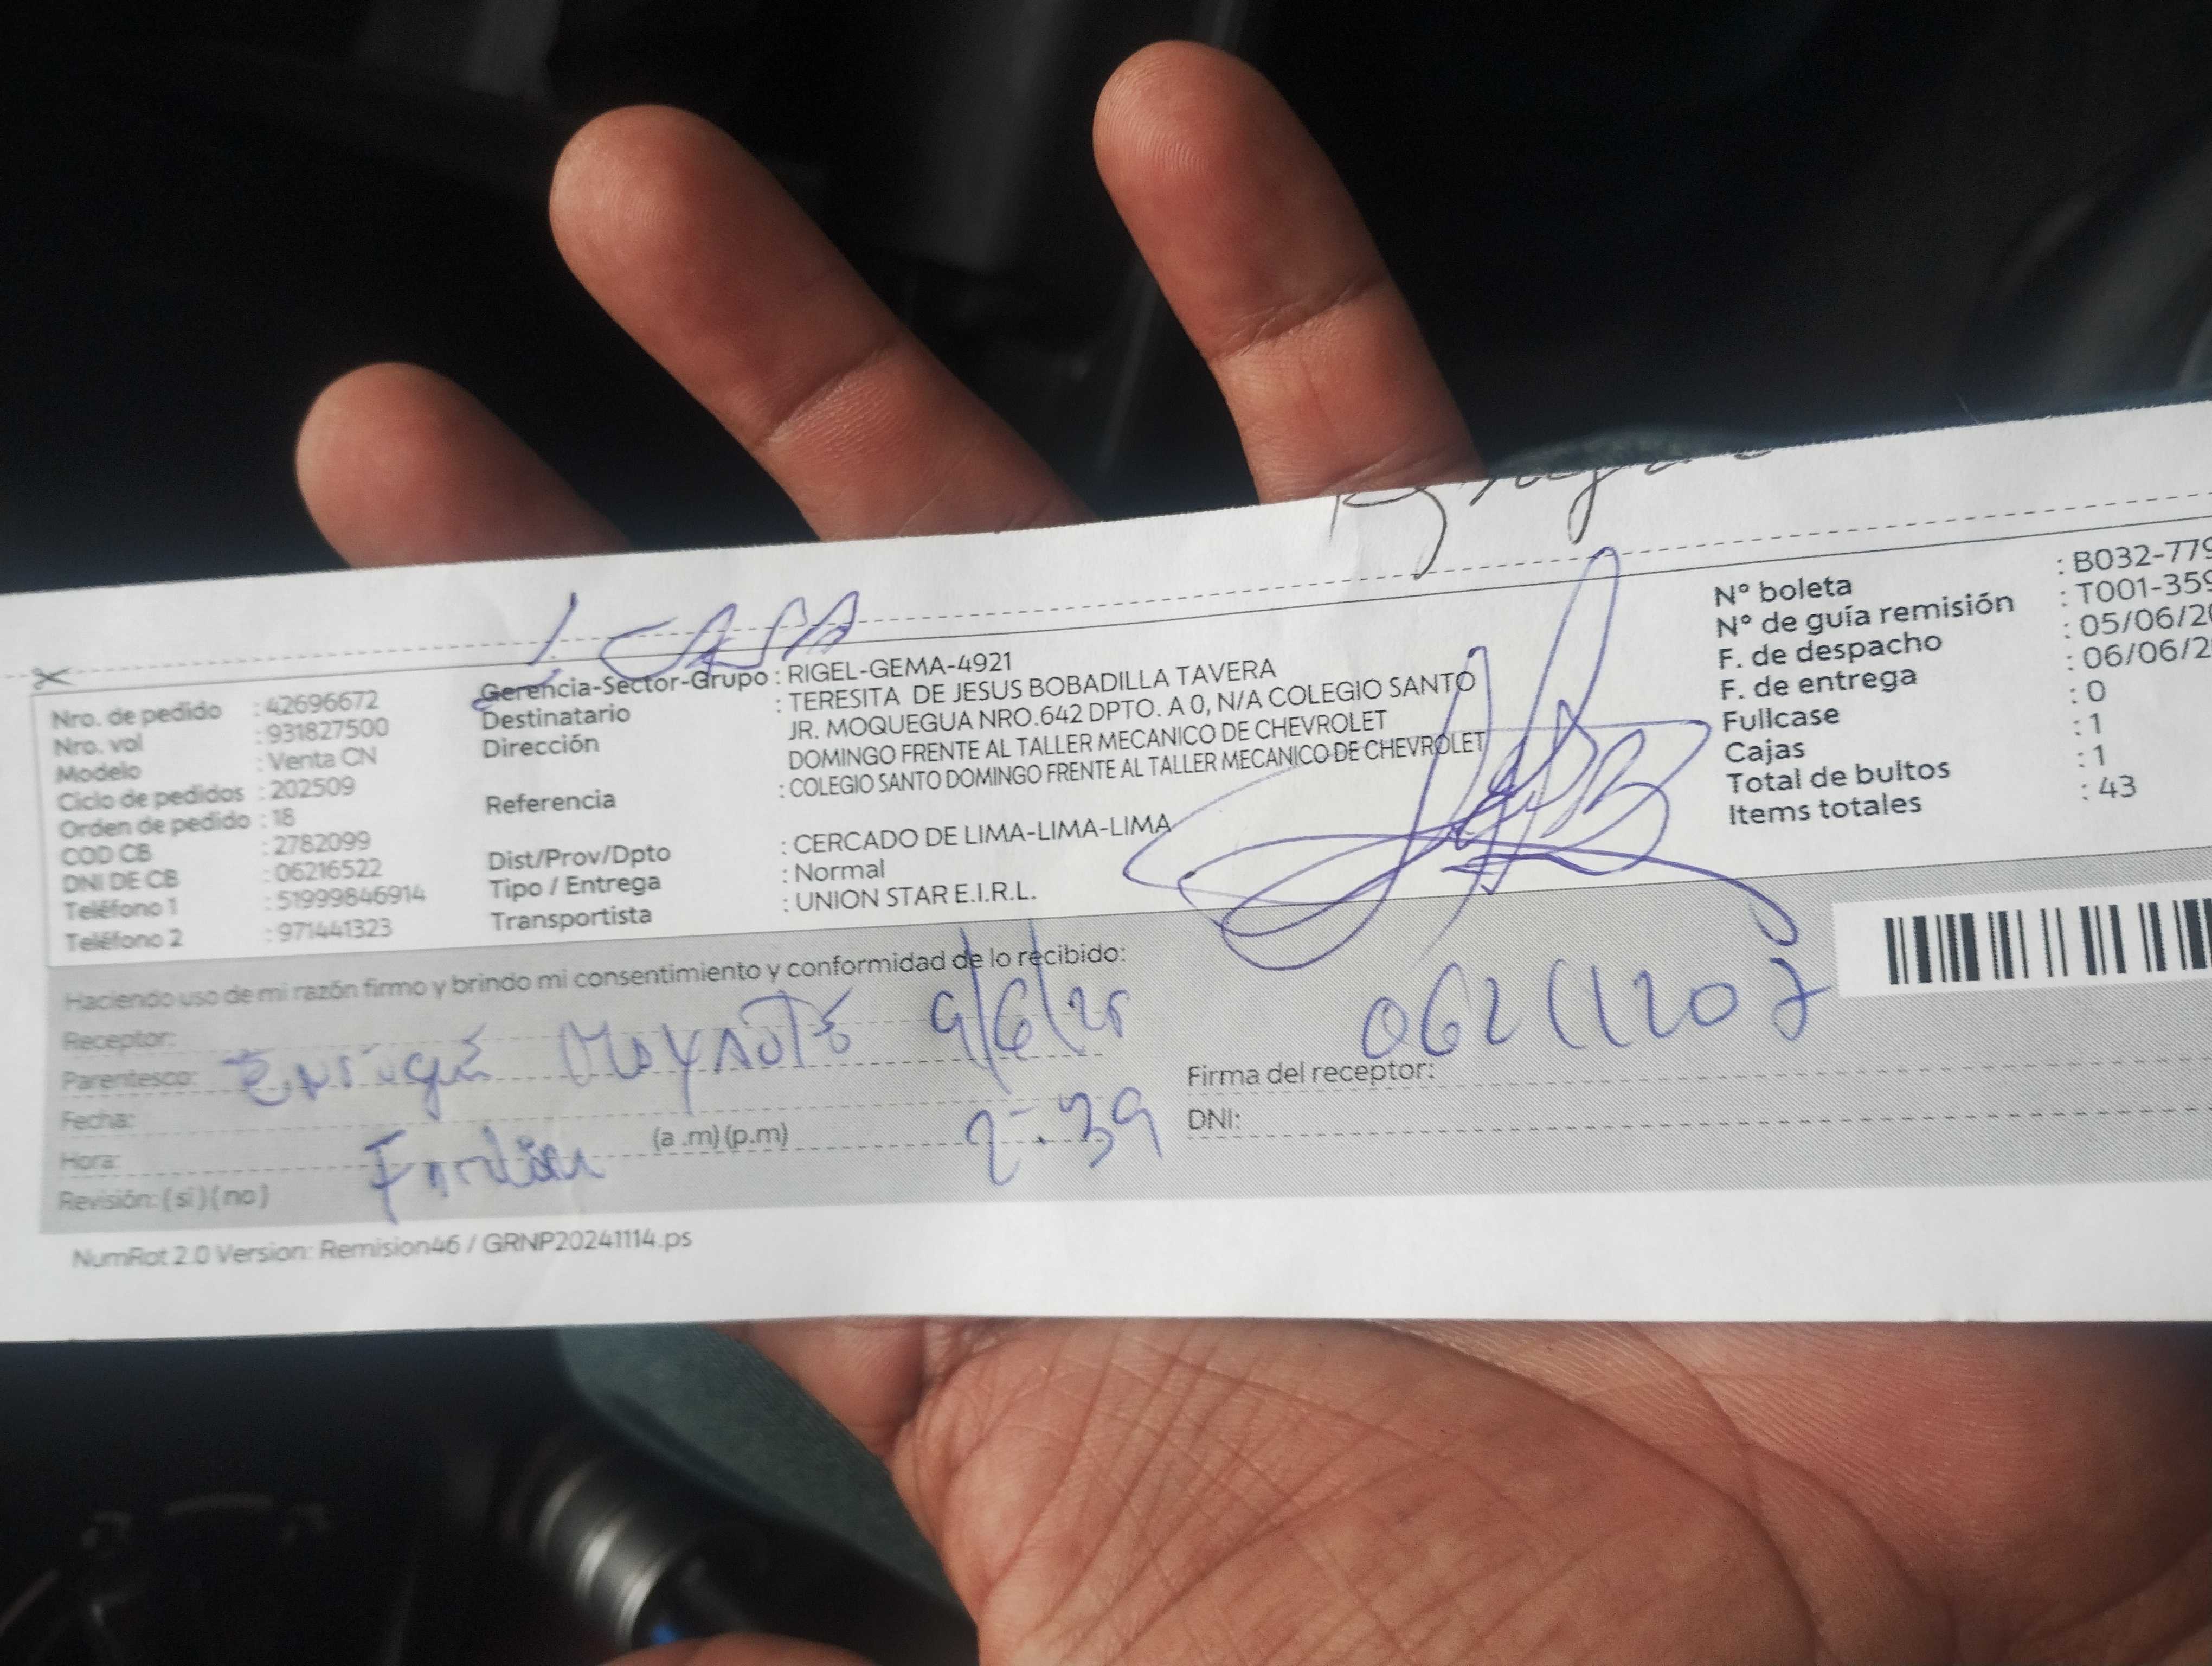 1 CAJA
Nro. de pedido : 42696672
Nro. vol : 931827500
Modelo : Venta CN
Ciclo de pedidos : 202509
Orden de pedido : 18
COD CB : 2782099
DNI DE CB : 06216522
Teléfono 1 : 51999846914
Teléfono 2 : 971441323
Gerencia-Sector-Grupo : RIGEL-GEMA-4921
Destinatario : TERESITA DE JESUS BOBADILLA TAVERA
Dirección JR. MOQUEGUA NRO.642 DPTO. A 0, N/A COLEGIO SANTO
DOMINGO FRENTE AL TALLER MECANICO DE CHEVROLET
Referencia : COLEGIO SANTO DOMINGO FRENTE AL TALLER MECANICO DE CHEVROLET
Dist/Prov/Dpto : CERCADO DE LIMA-LIMA-LIMA
Tipo / Entrega : Normal
Transportista : UNION STAR E.I.R.L.
N° boleta : B032-779
N° de guía remisión : T001-359
F. de despacho : 05/06/20
F. de entrega : 06/06/2
Fullcase : 0
Cajas : 1
Total de bultos : 1
Items totales : 43
Haciendo uso de mi razón firmo y brindo mi consentimiento y conformidad de lo recibido:
Receptor:
Parentesco: Enrique 9/6/25
Fecha:
Hora: (a .m) (p.m) 2:39
Revisión: ( si ) ( no )
06211207
Firma del receptor:
DNI:
NumRot 2.0 Version: Remision46 / GRNP20241114.ps